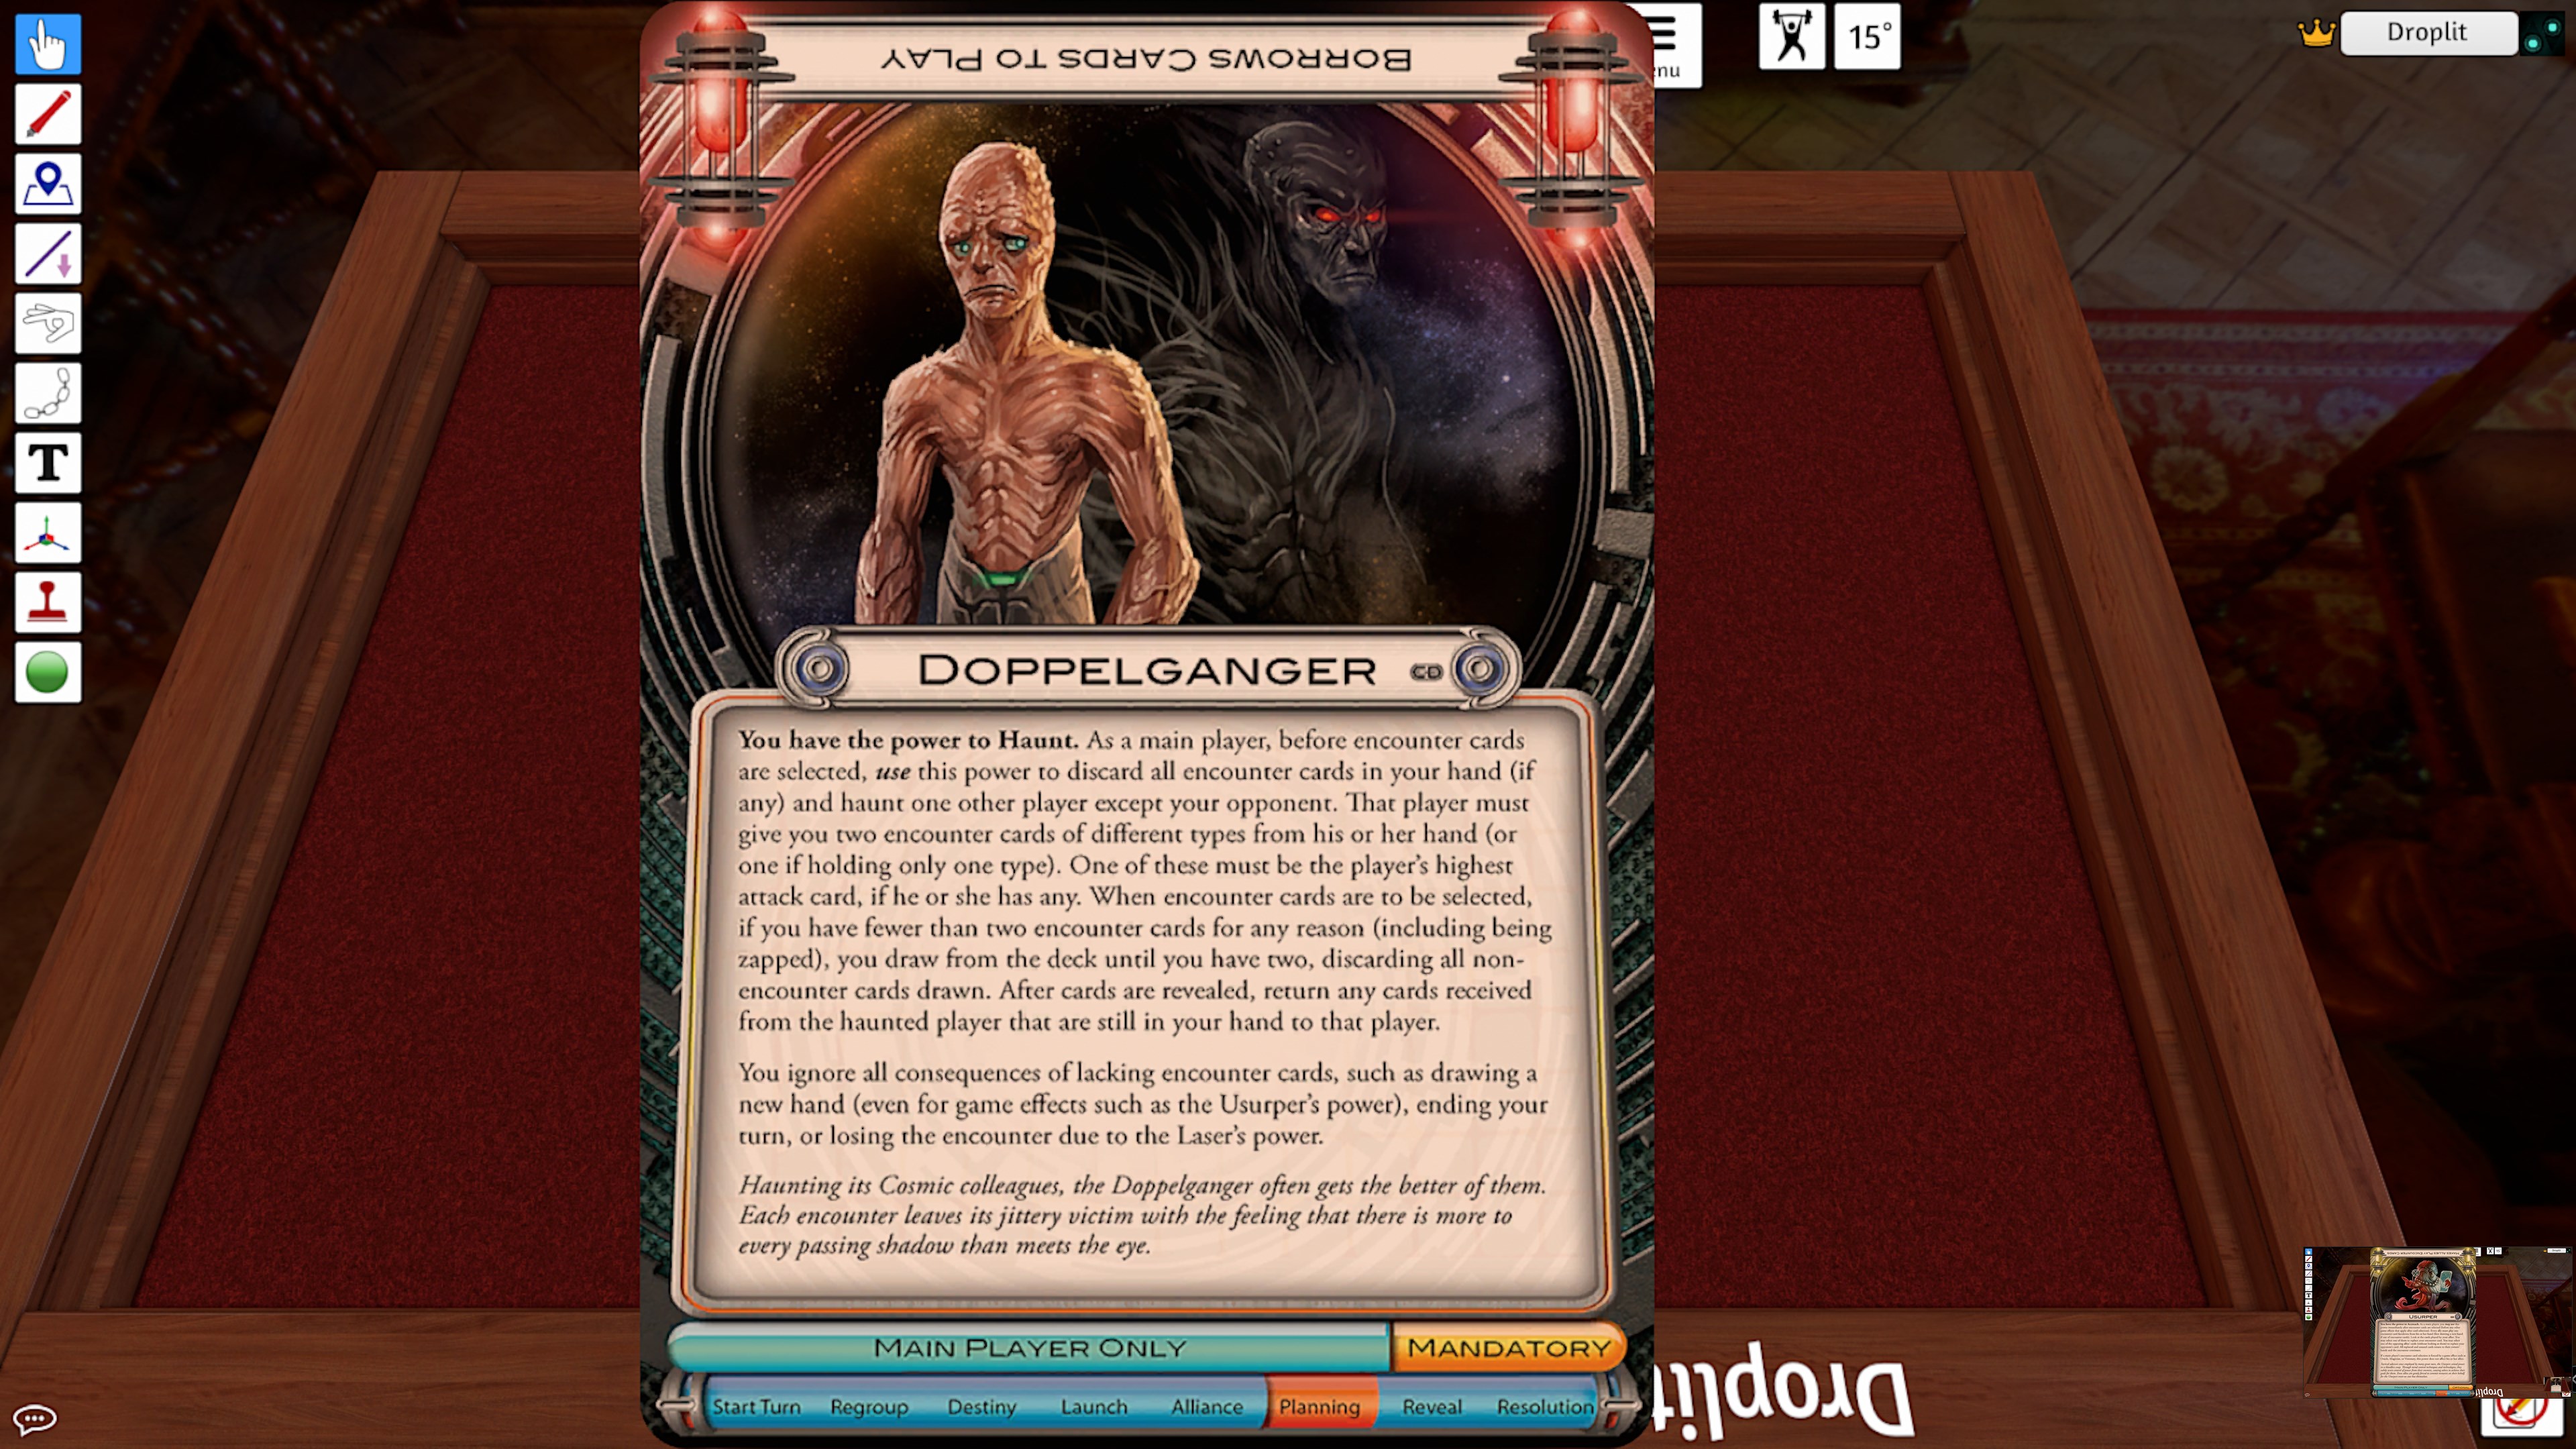 BORROWS CARDS TO PLAY
nu
15°
Droplit
T
DOPPELGANGER CD
You have the power to Haunt. As a main player, before encounter cards
are selected, use this power to discard all encounter cards in your hand (if
any) and haunt one other player except your opponent. That player must
give you two encounter cards of different types from his or her hand (or
one if holding only one type). One of these must be the player's highest
attack card, if he or she has any. When encounter cards are to be selected,
if you have fewer than two encounter cards for any reason (including being
zapped), you draw from the deck until you have two, discarding all non-
encounter cards drawn. After cards are revealed, return any cards received
from the haunted player that are still in your hand to that player.
You ignore all consequences of lacking encounter cards, such as drawing a
new hand (even for game effects such as the Usurper's power), ending your
turn, or losing the encounter due to the Laser's power.
Haunting its Cosmic colleagues, the Doppelganger often gets the better of them.
Each encounter leaves its jittery victim with the feeling that there is more to
every passing shadow than meets the eye.
MAIN PLAYER ONLY MANDATORY
Start Turn Regroup Destiny Launch Alliance Planning Reveal Resolution
Droplit
USURPER